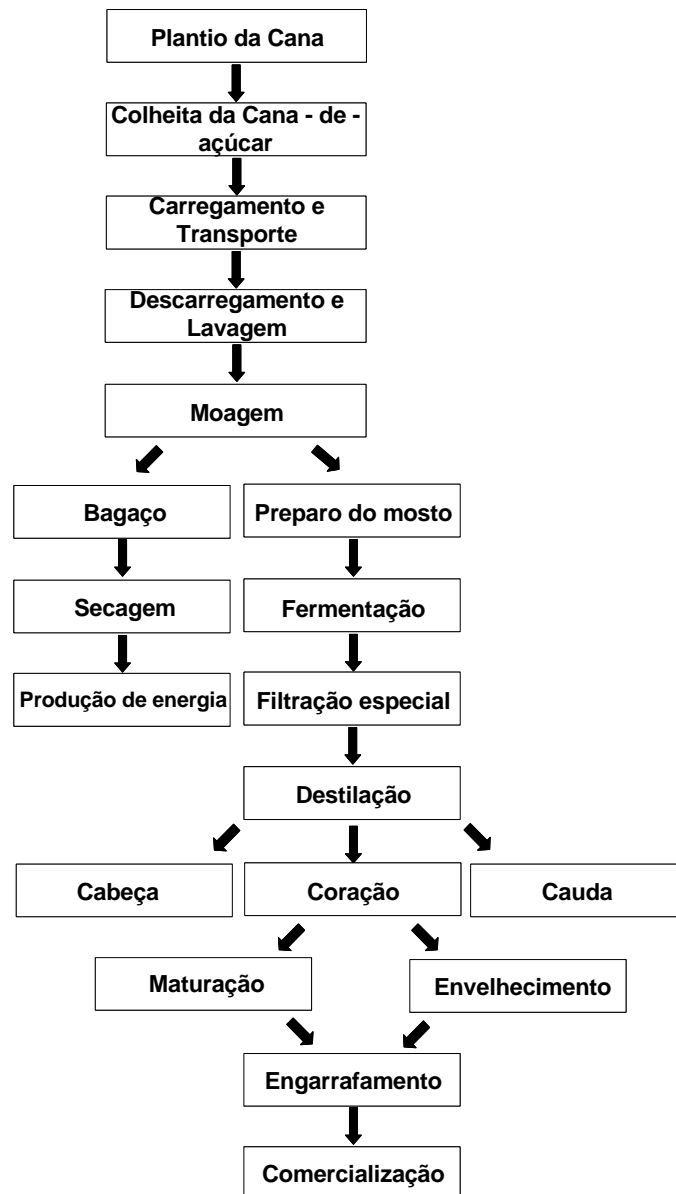 Plantio da Cana
Colheita da Cana - de -
açúcar
Carregamento e
Transporte
Descarregamento e
Lavagem
Moagem
Bagaço
Preparo do mosto
Secagem
Fermentação
Produção de energia
Filtração especial
Destilação
Cabeça
Coração
Cauda
Maturação
Envelhecimento
Engarrafamento
Comercialização